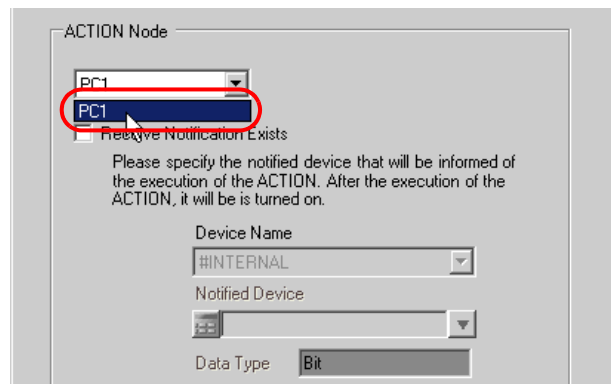 ACTION Node
PC1
PC1
Receive Notification Exists
Please specify the notified device that will be informed of
the execution of the ACTION. After the execution of the
ACTION, it will be is turned on.
Device Name
#INTERNAL
Notified Device
Data Type Bit